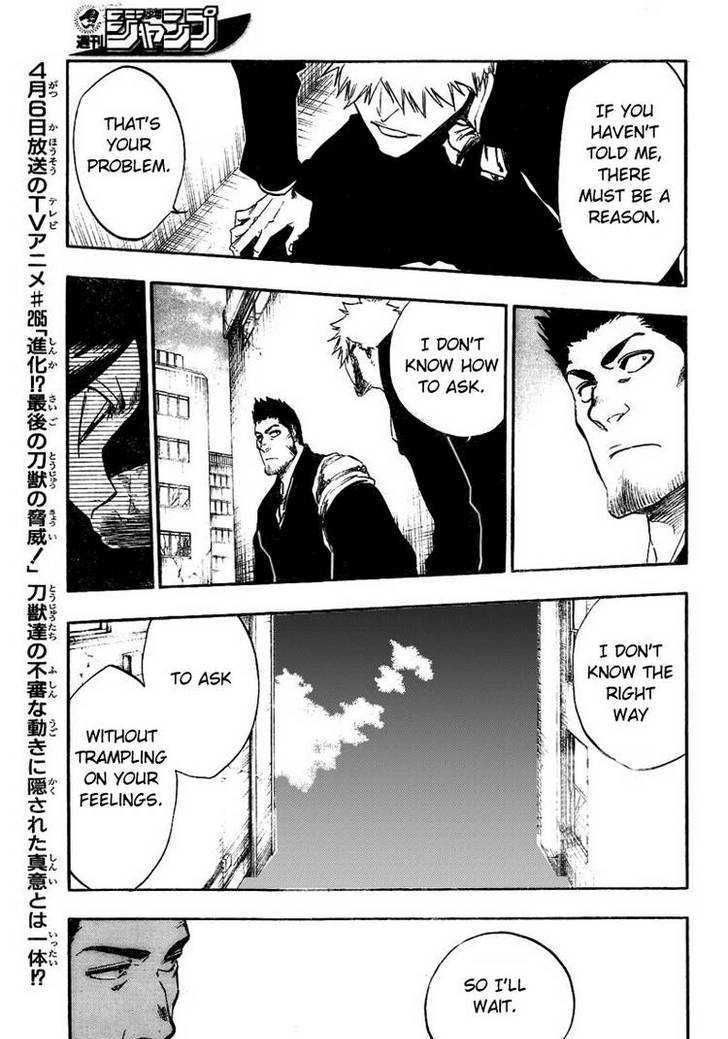 週刊
少年
ジャンプ
4月6日放送のTVアニメ#265「進化!?最後の刀獣の脅威!」刀獣達の不審な動きに隠された真意とは一体!?
IF YOU
HAVEN'T
TOLD ME,
THERE
MUST BE A
REASON.
THAT'S
YOUR
PROBLEM.
I DON'T
KNOW HOW
TO ASK.
I DON'T
KNOW THE
RIGHT
WAY
TO ASK
WITHOUT
TRAMPLING
ON YOUR
FEELINGS.
SO I'LL
WAIT.